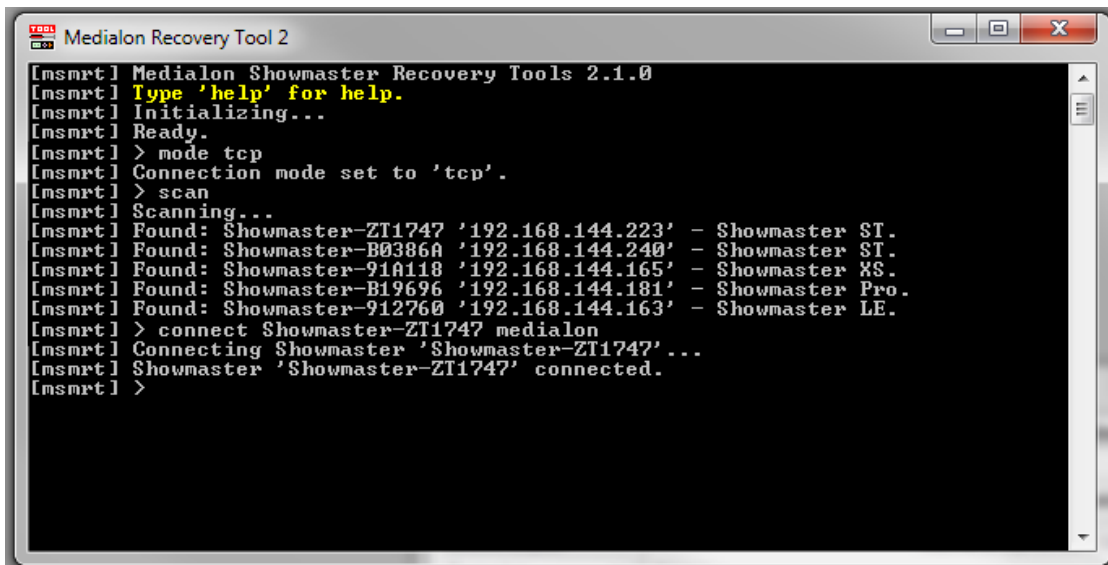 TOOL
Medialon Recovery Tool 2
[msmrt] Medialon Showmaster Recovery Tools 2.1.0
[msmrt] Type 'help' for help.
[msmrt] Initializing...
[msmrt] Ready.
[msmrt] > mode tcp
[msmrt] Connection mode set to 'tcp'.
[msmrt] > scan
[msmrt] Scanning...
[msmrt] Found: Showmaster-ZT1747 '192.168.144.223' - Showmaster ST.
[msmrt] Found: Showmaster-B0386A '192.168.144.240' - Showmaster ST.
[msmrt] Found: Showmaster-91A118 '192.168.144.165' - Showmaster XS.
[msmrt] Found: Showmaster-B19696 '192.168.144.181' - Showmaster Pro.
[msmrt] Found: Showmaster-912760 '192.168.144.163' - Showmaster LE.
[msmrt] > connect Showmaster-ZT1747 medialon
[msmrt] Connecting Showmaster 'Showmaster-ZT1747'...
[msmrt] Showmaster 'Showmaster-ZT1747' connected.
[msmrt] >